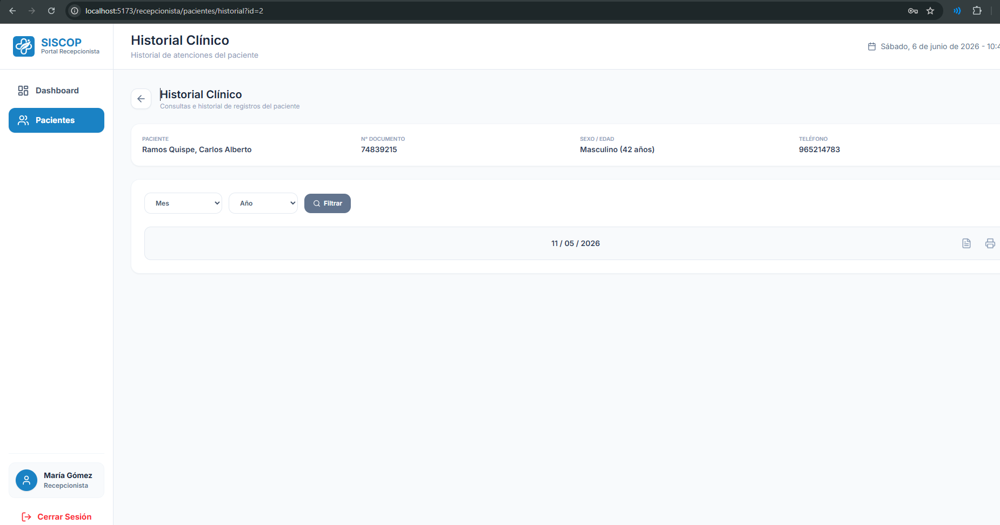 localhost:5173/recepcionista/pacientes/historial?id=2
SISCOP
Portal Recepcionista
Historial Clínico
Historial de atenciones del paciente
Sábado, 6 de junio de 2026 - 10:4
Dashboard
Pacientes
Historial Clínico
Consultas e historial de registros del paciente
PACIENTE
Ramos Quispe, Carlos Alberto
N° DOCUMENTO
74839215
SEXO / EDAD
Masculino (42 años)
TELÉFONO
965214783
Mes
Año
Filtrar
11 / 05 / 2026
María Gómez
Recepcionista
Cerrar Sesión